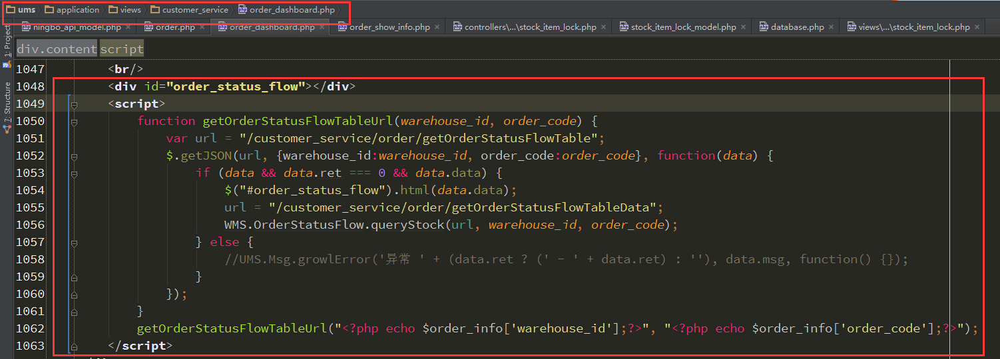 ums application views customer_service order_dashboard.php
ningbo_api_model.php order.php order_dashboard.php order_show_info.php controllers\...\stock_item_lock.php stock_item_lock_model.php database.php views\...\stock_item_lock.php
1: Project
7: Structure
div.content script
1047 <br/>
1048 <div id="order_status_flow"></div>
1049 <script>
1050 function getOrderStatusFlowTableUrl(warehouse_id, order_code) {
1051 var url = "/customer_service/order/getOrderStatusFlowTable";
1052 $.getJSON(url, {warehouse_id:warehouse_id, order_code:order_code}, function(data) {
1053 if (data && data.ret === 0 && data.data) {
1054 $("#order_status_flow").html(data.data);
1055 url = "/customer_service/order/getOrderStatusFlowTableData";
1056 WMS.OrderStatusFlow.queryStock(url, warehouse_id, order_code);
1057 } else {
1058 //UMS.Msg.growlError('异常 ' + (data.ret ? (' - ' + data.ret) : ''), data.msg, function() {});
1059 }
1060 });
1061 }
1062 getOrderStatusFlowTableUrl("<?php echo $order_info['warehouse_id'];?>", "<?php echo $order_info['order_code'];?>");
1063 </script>